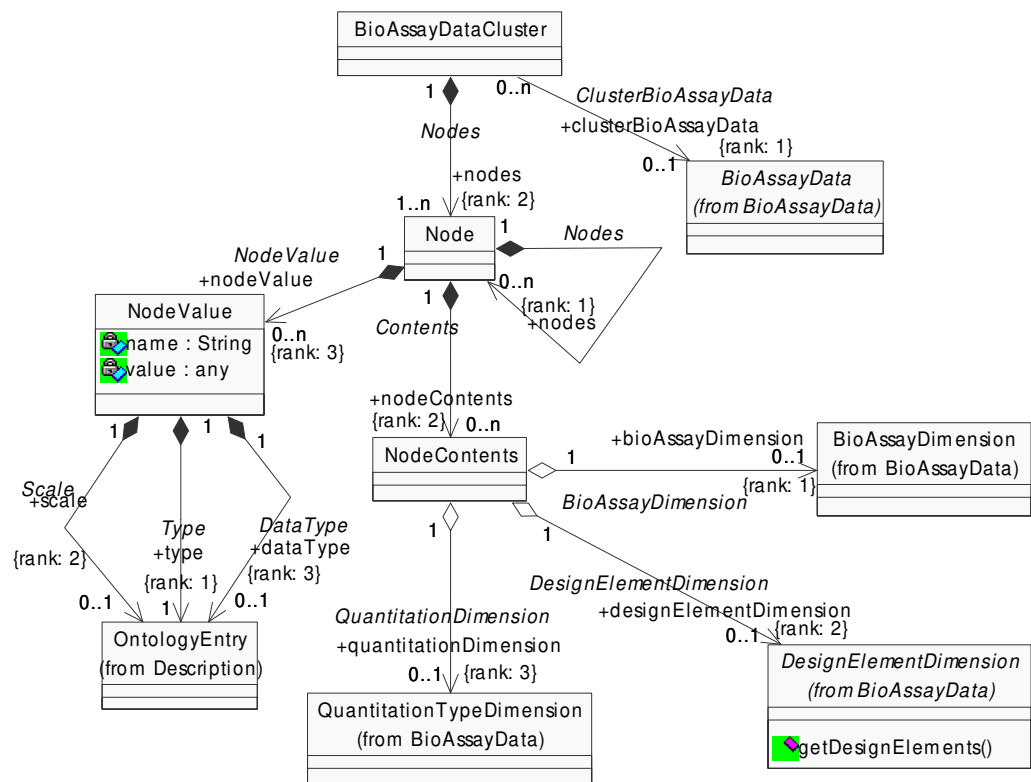 BioAssayDataCluster
1
0..n
ClusterBioAssayData
+clusterBioAssayData
{rank: 1}
0..1
Nodes
+nodes
{rank: 2}
1..n
BioAssayData
(from BioAssayData)
Node
1
1
Nodes
0..n
{rank: 1}
+nodes
NodeValue
+nodeValue
1
0..n
{rank: 3}
NodeValue
name : String
value : any
Contents
+nodeContents
{rank: 2}
0..n
NodeContents
1
+bioAssayDimension
0..1
{rank: 1}
BioAssayDimension
BioAssayDimension
(from BioAssayData)
1
1
1
1
1
1
Scale
+scale
{rank: 2}
0..1
Type
+type
{rank: 1}
1
DataType
+dataType
{rank: 3}
0..1
OntologyEntry
(from Description)
QuantitationDimension
+quantitationDimension
0..1
{rank: 3}
QuantitationTypeDimension
(from BioAssayData)
DesignElementDimension
+designElementDimension
0..1
{rank: 2}
DesignElementDimension
(from BioAssayData)
getDesignElements()